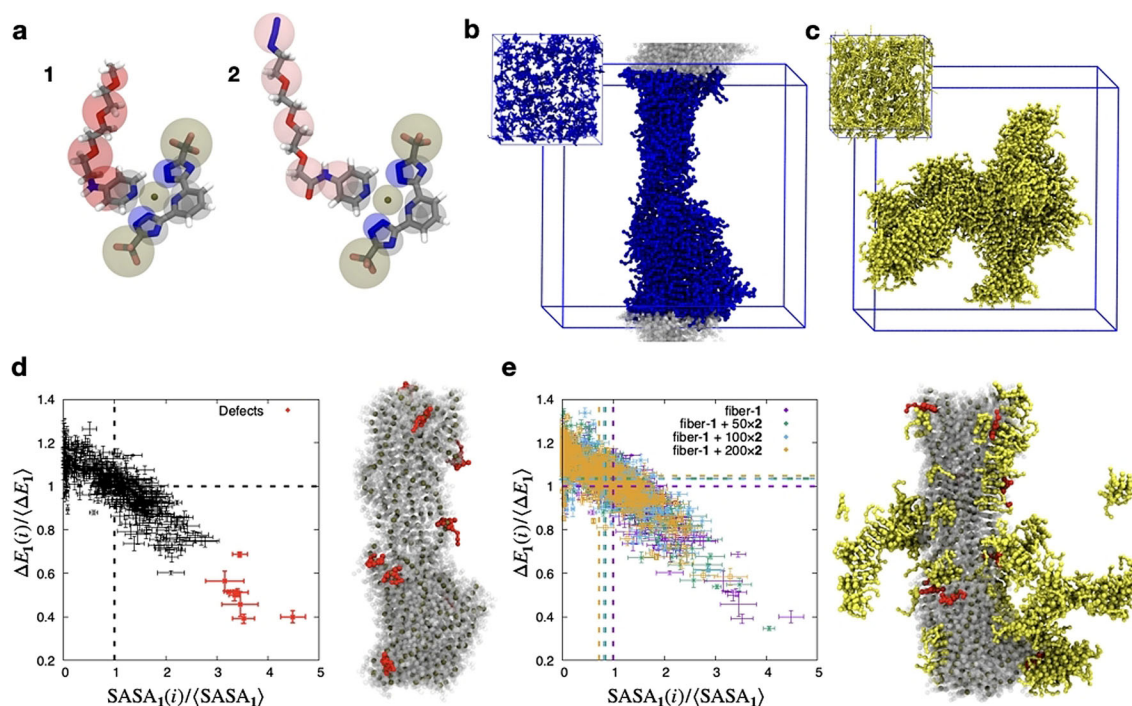 a
1
2
b
c
d
1.4
1.2
1
0.8
0.6
0.4
0.2
0 1 2 3 4 5
ΔE₁(i)/⟨ΔE₁⟩
SASA₁(i)/⟨SASA₁⟩
Defects
e
1.4
1.2
1
0.8
0.6
0.4
0.2
0 1 2 3 4 5
ΔE₁(i)/⟨ΔE₁⟩
SASA₁(i)/⟨SASA₁⟩
fiber-1
fiber-1 + 50×2
fiber-1 + 100×2
fiber-1 + 200×2